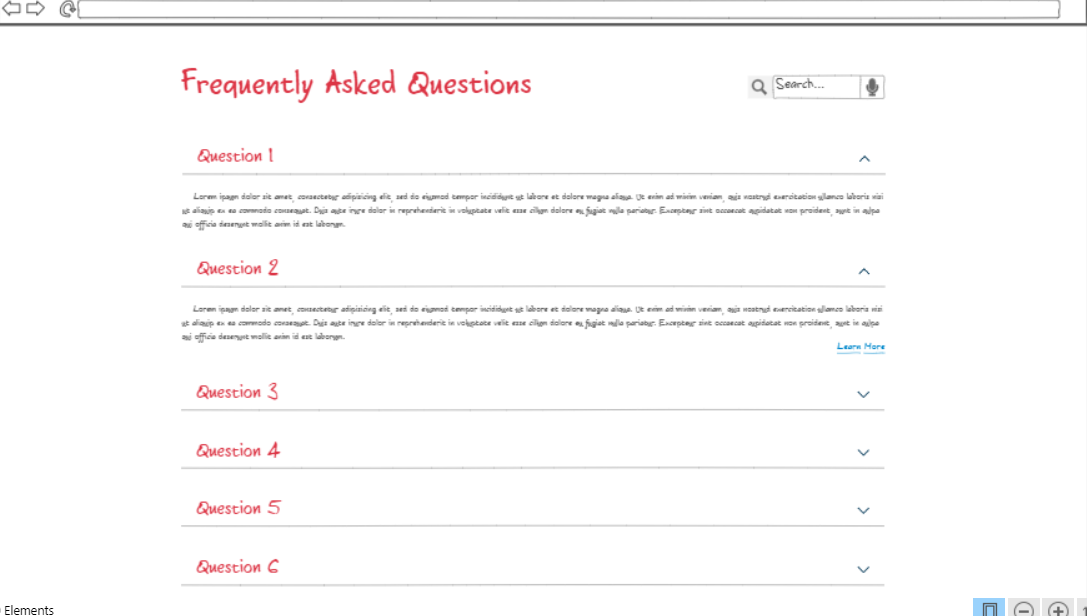 Frequently Asked Questions
Search...
Question 1
Lorem ipsum dolor sit amet, consectetur adipisicing elit, sed do eiusmod tempor incididunt ut labore et dolore magna aliqua. Ut enim ad minim veniam, quis nostrud exercitation ullamco laboris nisi
ut aliquip ex ea commodo consequat. Duis aute irure dolor in reprehenderit in voluptate velit esse cillum dolore eu fugiat nulla pariatur. Excepteur sint occaecat cupidatat non proident, sunt in culpa
qui officia deserunt mollit anim id est laborum.
Question 2
Lorem ipsum dolor sit amet, consectetur adipisicing elit, sed do eiusmod tempor incididunt ut labore et dolore magna aliqua. Ut enim ad minim veniam, quis nostrud exercitation ullamco laboris nisi
ut aliquip ex ea commodo consequat. Duis aute irure dolor in reprehenderit in voluptate velit esse cillum dolore eu fugiat nulla pariatur. Excepteur sint occaecat cupidatat non proident, sunt in culpa
qui officia deserunt mollit anim id est laborum.
Learn More
Question 3
Question 4
Question 5
Question 6
Elements